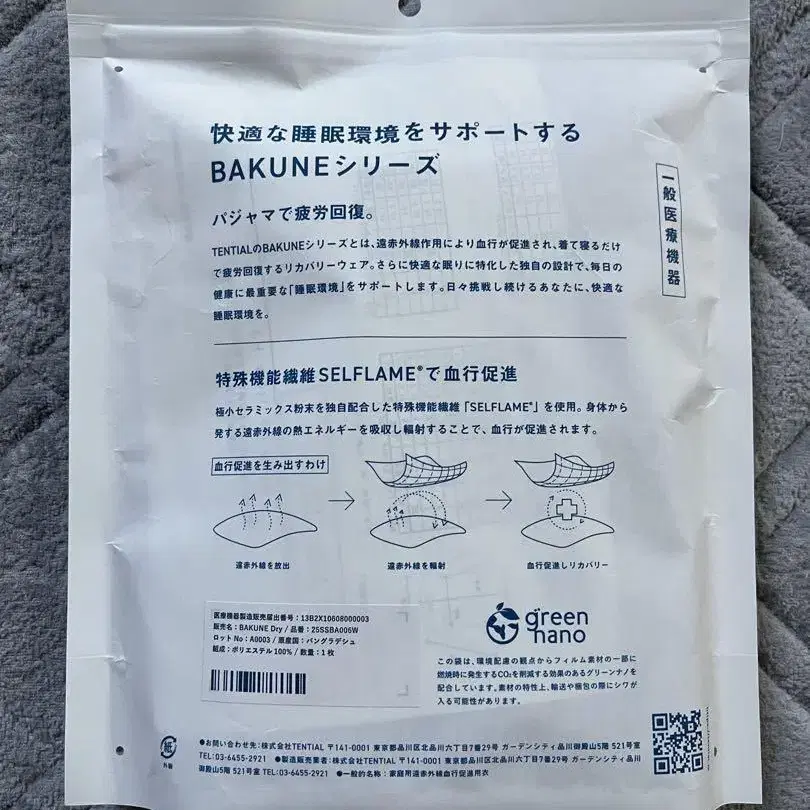 快適な睡眠環境をサポートする
BAKUNEシリーズ
一般医療機器
パジャマで疲労回復。
TENTIALのBAKUNEシリーズとは、遠赤外線作用により血行が促進され、着て寝るだけ
で疲労回復するリカバリーウェア。さらに快適な眠りに特化した独自の設計で、毎日の
健康に最重要な「睡眠環境」をサポートします。日々挑戦し続けるあなたに、快適な
睡眠環境を。
特殊機能繊維SELFLAME®で血行促進
極小セラミックス粉末を独自配合した特殊機能繊維「SELFLAME®」を使用。身体から
発する遠赤外線の熱エネルギーを吸収し輻射することで、血行が促進されます。
血行促進を生み出すわけ
遠赤外線を放出
遠赤外線を輻射
血行促進しリカバリー
医療機器製造販売届出番号：13B2X10608000003
販売名：BAKUNE Dry / 品番：25SSBA006W
ロット No：A0003 / 原産国：バングラデシュ
組成：ポリエステル100% / 数量：1枚
green
nano
この袋は、環境配慮の観点からフィルム素材の一部に
燃焼時に発生するCO₂を削減する効果のあるグリーンナノを
配合しています。素材の特性上、輸送や梱包の際にシワが
入る可能性があります。
紙
外装
●お問い合わせ先：株式会社TENTIAL 〒141-0001 東京都品川区北品川六丁目7番29号 ガーデンシティ品川御殿山5階 521号室
TEL：03-6455-2921 ●製造販売業者：株式会社TENTIAL 〒141-0001 東京都品川区北品川六丁目7番29号 ガーデンシティ品川
御殿山5階 521号室 TEL：03-6455-2921 ●一般的名称：家庭用遠赤外線血行促進用衣